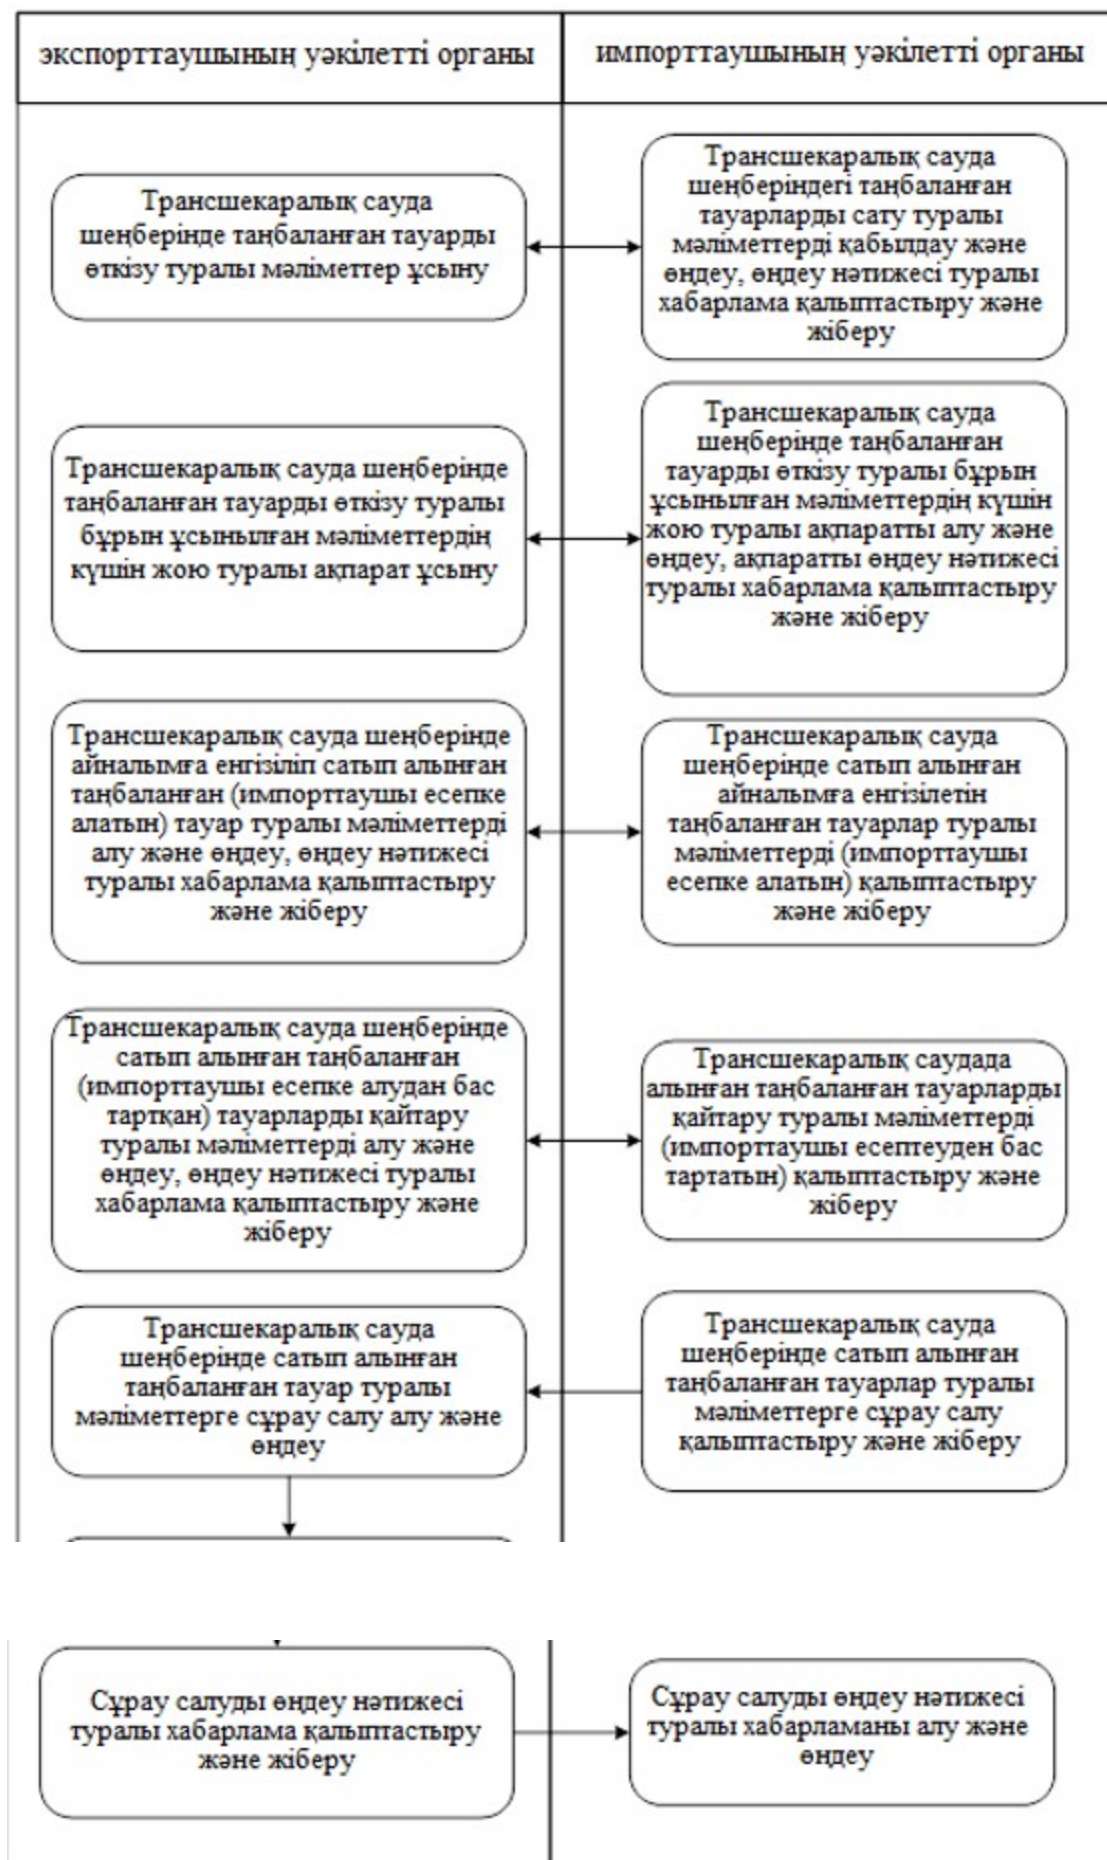 экспорттаушының уәкілетті органы
импорттаушының уәкілетті органы
Трансшекаралық сауда
шеңберінде таңбаланған тауарды
өткізу туралы мәліметтер ұсыну
Трансшекаралық сауда
шеңберіндегі таңбаланған
тауарларды сату туралы
мәліметтерді қабылдау және
өңдеу, өңдеу нәтижесі туралы
хабарлама қалыптастыру және
жіберу
Трансшекаралық сауда шеңберінде
таңбаланған тауарды өткізу туралы
бұрын ұсынылған мәліметтердің
күшін жою туралы ақпарат ұсыну
Трансшекаралық сауда
шеңберінде таңбаланған
тауарды өткізу туралы бұрын
ұсынылған мәліметтердің күшін
жою туралы ақпаратты алу және
өңдеу, ақпаратты өңдеу нәтижесі
туралы хабарлама қалыптастыру
және жіберу
Трансшекаралық сауда шеңберінде
айналымға енгізіліп сатып алынған
таңбаланған (импорттаушы есепке
алатын) тауар туралы мәліметтерді
алу және өңдеу, өңдеу нәтижесі
туралы хабарлама қалыптастыру
және жіберу
Трансшекаралық сауда
шеңберінде сатып алынған
айналымға енгізілетін
таңбаланған тауарлар туралы
мәліметтерді (импорттаушы
есепке алатын) қалыптастыру
және жіберу
Трансшекаралық сауда шеңберінде
сатып алынған таңбаланған
(импорттаушы есепке алудан бас
тартқан) тауарларды қайтару
туралы мәліметтерді алу және
өңдеу, өңдеу нәтижесі туралы
хабарлама қалыптастыру және
жіберу
Трансшекаралық саудада
алынған таңбаланған тауарларды
қайтару туралы мәліметтерді
(импорттаушы есептеуден бас
тартатын) қалыптастыру және
жіберу
Трансшекаралық сауда
шеңберінде сатып алынған
таңбаланған тауар туралы
мәліметтерге сұрау салу алу және
өңдеу
Трансшекаралық сауда
шеңберінде сатып алынған
таңбаланған тауарлар туралы
мәліметтерге сұрау салу
қалыптастыру және жіберу
Сұрау салуды өңдеу нәтижесі
туралы хабарлама қалыптастыру
және жіберу
Сұрау салуды өңдеу нәтижесі
туралы хабарламаны алу және
өңдеу